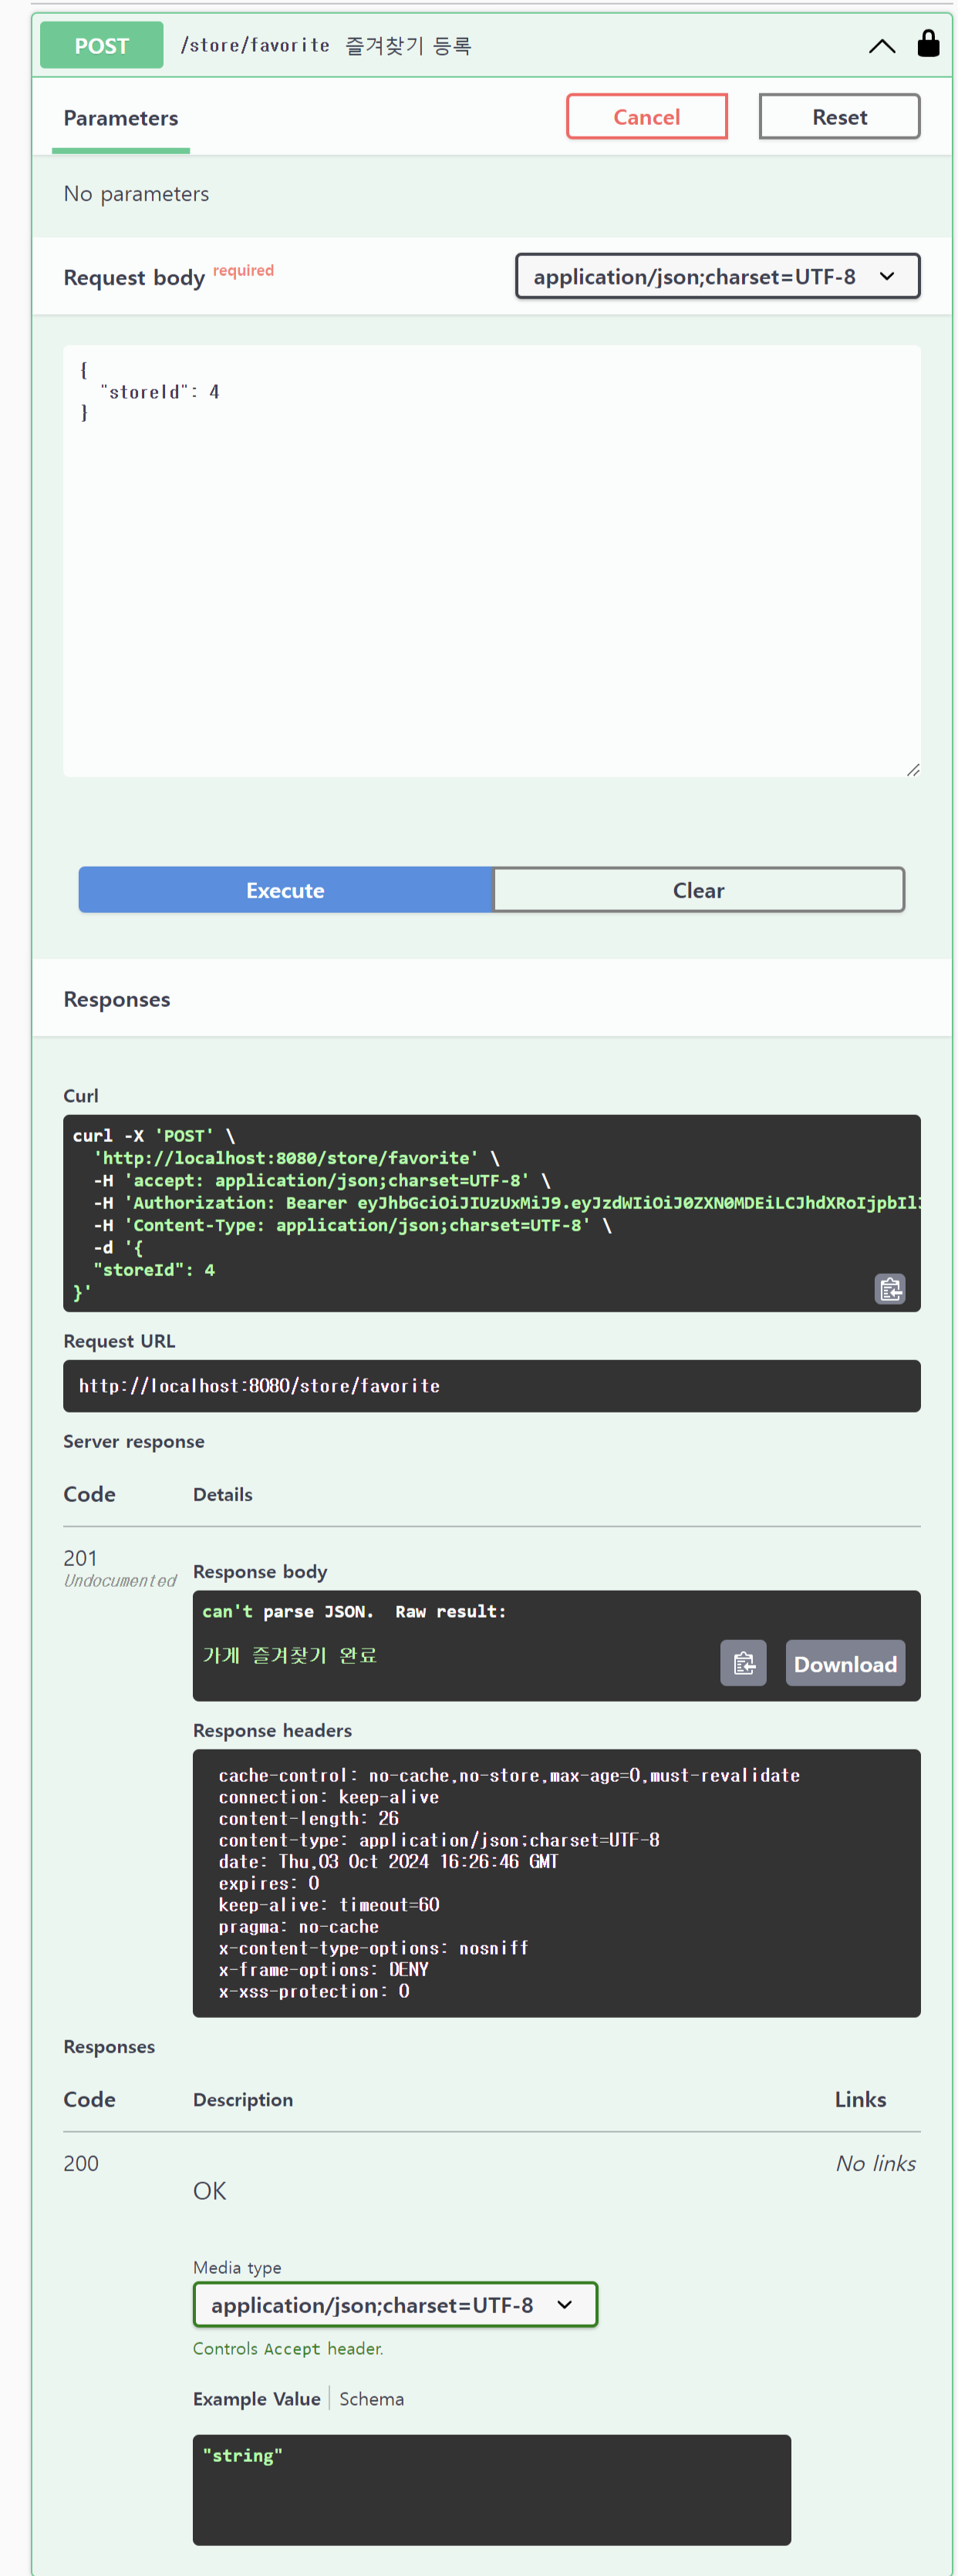 POST /store/favorite 즐겨찾기 등록
Parameters
Cancel
Reset
No parameters
Request body required
application/json;charset=UTF-8
{
"storeId": 4
}
Execute
Clear
Responses
Curl
curl -X 'POST' \
'http://localhost:8080/store/favorite' \
-H 'accept: application/json;charset=UTF-8' \
-H 'Authorization: Bearer eyJhbGciOiJIUzUxMiJ9.eyJzdWIiOiJ0ZXN0MDEiLCJhdXRoIjpbIl
-H 'Content-Type: application/json;charset=UTF-8' \
-d '{
"storeId": 4
}'
Request URL
http://localhost:8080/store/favorite
Server response
Code Details
201
Undocumented
Response body
can't parse JSON. Raw result:
가게 즐겨찾기 완료
Download
Response headers
cache-control: no-cache,no-store,max-age=0,must-revalidate
connection: keep-alive
content-length: 26
content-type: application/json;charset=UTF-8
date: Thu,03 Oct 2024 16:26:46 GMT
expires: 0
keep-alive: timeout=60
pragma: no-cache
x-content-type-options: nosniff
x-frame-options: DENY
x-xss-protection: 0
Responses
Code Description Links
200 No links
OK
Media type
application/json;charset=UTF-8
Controls Accept header.
Example Value Schema
"string"